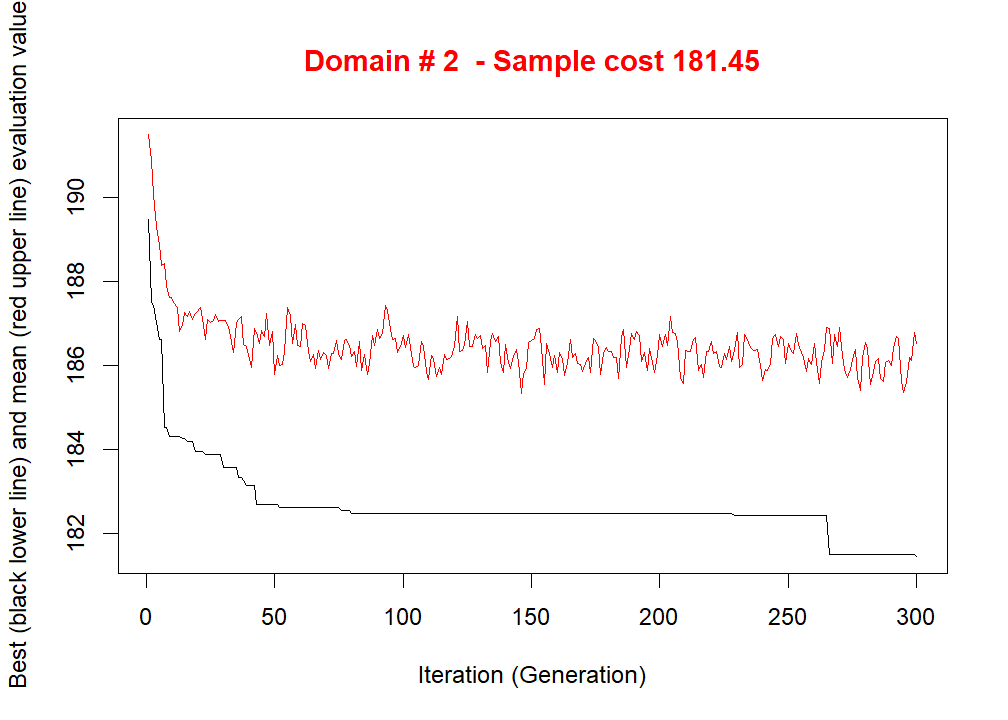 Domain # 2  - Sample cost 181.45
Best (black lower line) and mean (red upper line) evaluation value
190
188
186
184
182
0 50 100 150 200 250 300
Iteration (Generation)